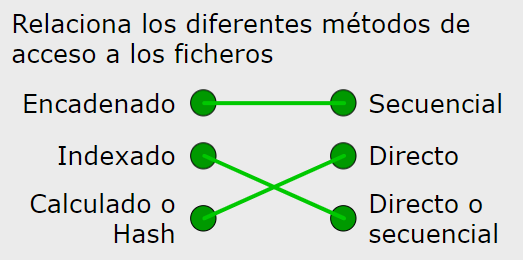 Relaciona los diferentes métodos de
acceso a los ficheros
Encadenado
Secuencial
Indexado
Directo
Calculado o
Hash
Directo o
secuencial